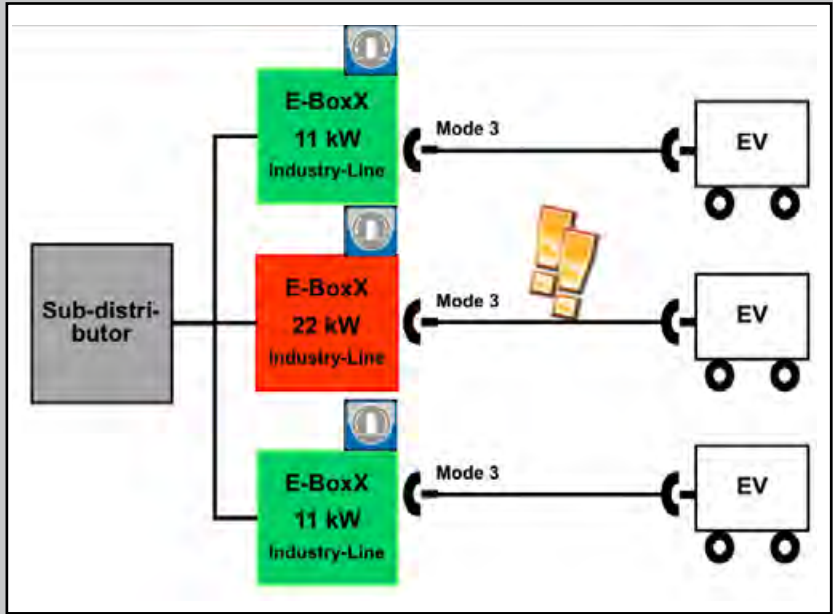 E-BoxX
11 kW
Industry-Line
Mode 3
EV
Sub-distri-
butor
E-BoxX
22 kW
Industry-Line
Mode 3
EV
E-BoxX
11 kW
Industry-Line
Mode 3
EV